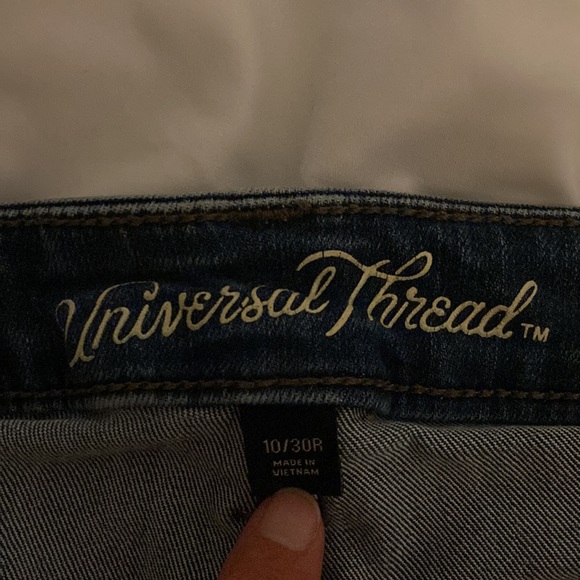 Universal Thread™
10/30R
MADE IN
VIETNAM